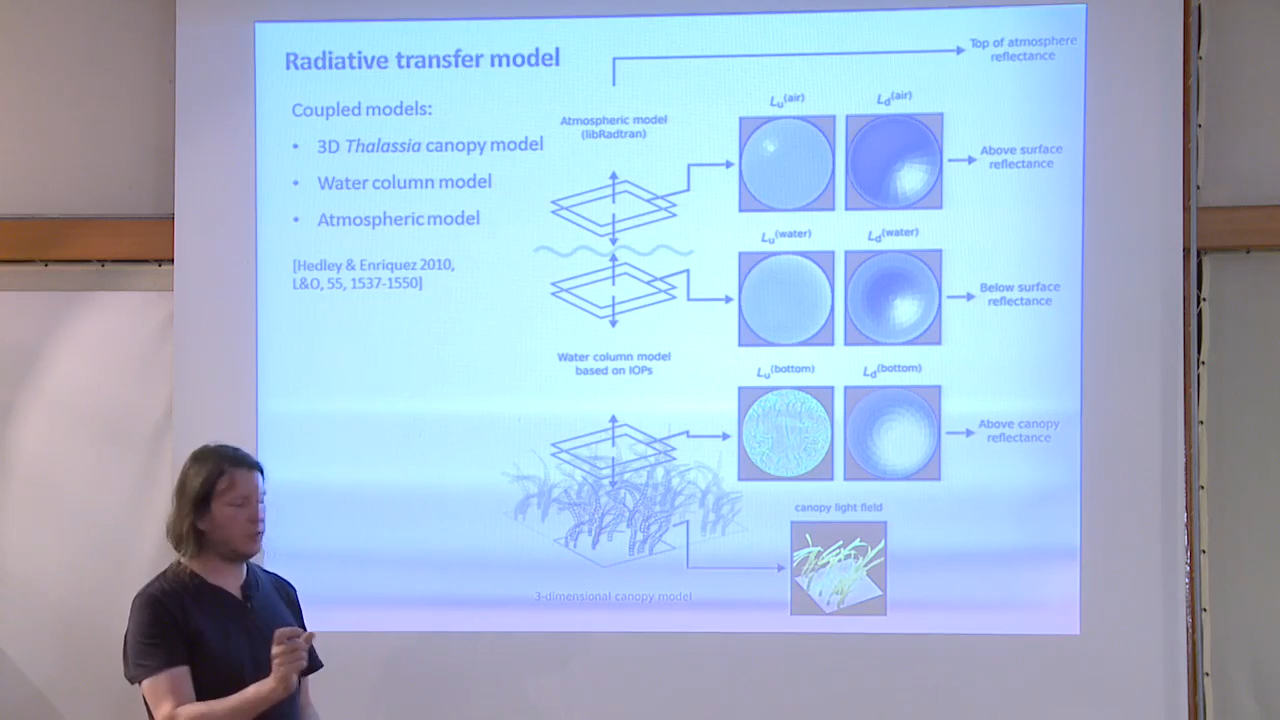 Radiative transfer model
Coupled models:
• 3D Thalassia canopy model
• Water column model
• Atmospheric model
[Hedley & Enriquez 2010,
L&O, 55, 1537-1550]
Top of atmosphere
reflectance
Atmospheric model
(libRadtran)
Lu(air)
Ld(air)
Above surface
reflectance
Lu(water)
Ld(water)
Below surface
reflectance
Water column model
based on IOPs
Lu(bottom)
Ld(bottom)
Above canopy
reflectance
canopy light field
3-dimensional canopy model